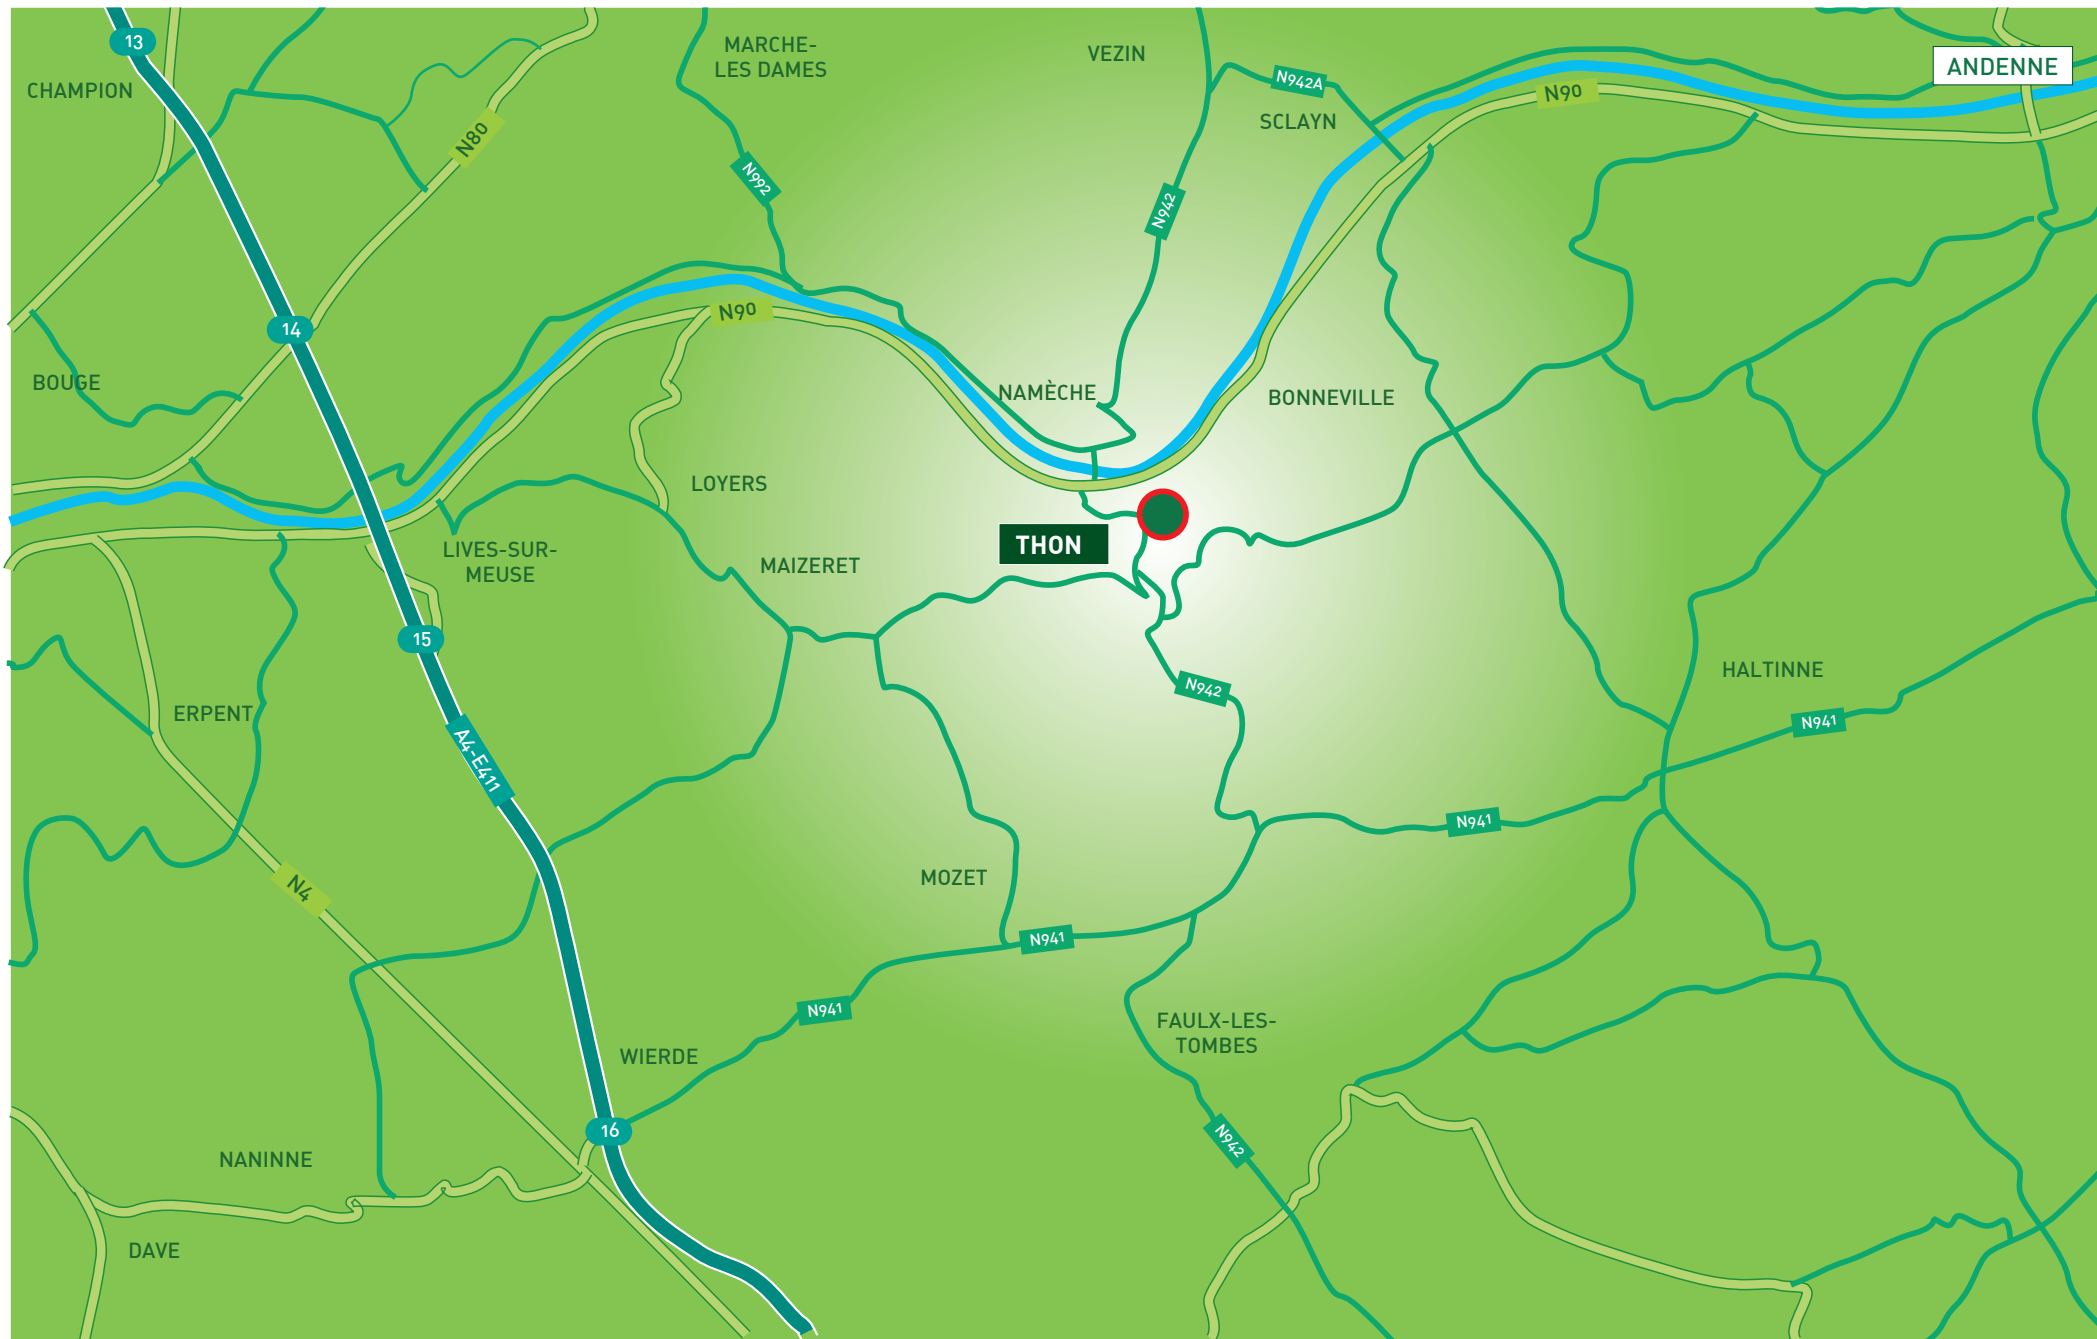 13
CHAMPION
MARCHE-
LES DAMES
VEZIN
N942A
ANDENNE
N90
SCLAYN
N80
N992
N942
14
N90
BOUGE
NAMÈCHE
BONNEVILLE
LOYERS
THON
LIVES-SUR-
MEUSE
MAIZERET
15
HALTINNE
N942
ERPENT
N941
A4-E411
N941
MOZET
N4
N941
N941
FAULX-LES-
TOMBES
WIERDE
16
N942
NANINNE
DAVE